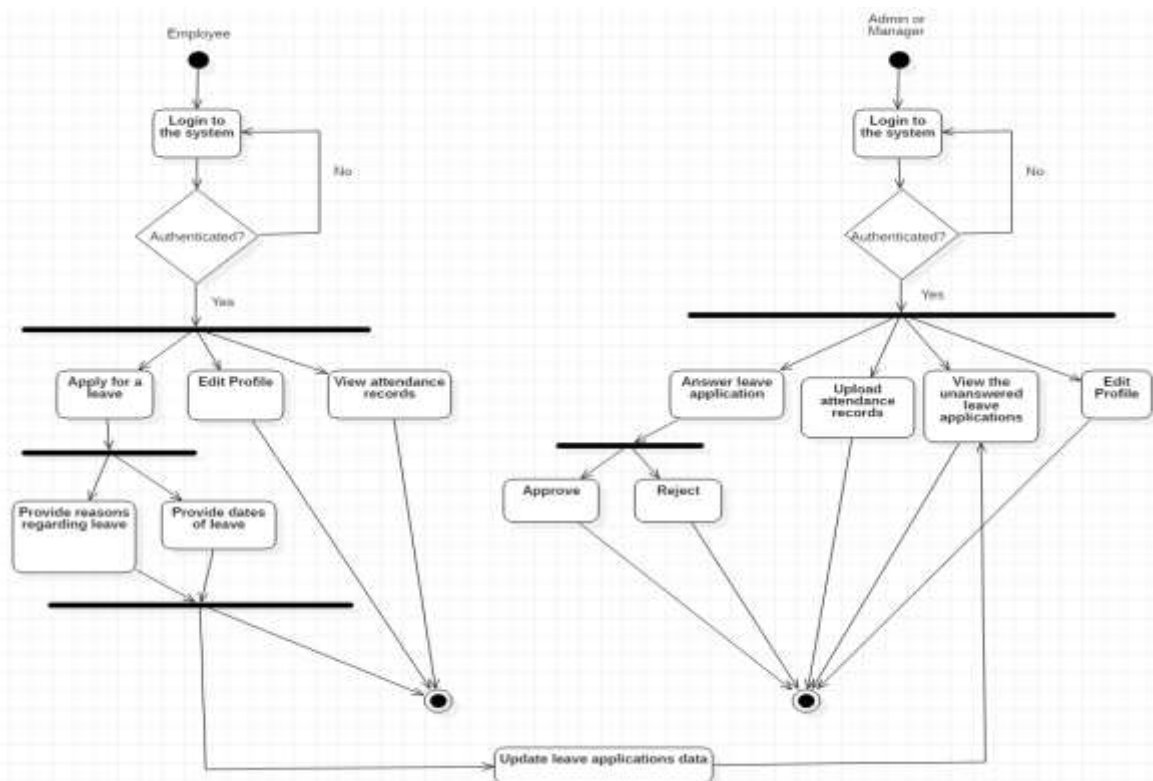 Employee
Login to
the system
No
Authenticated?
Yes
Apply for a
leave
Edit Profile
View attendance
records
Provide reasons
regarding leave
Provide dates
of leave
Admin or
Manager
Login to
the system
No
Authenticated?
Yes
Answer leave
application
Upload
attendance
records
View the
unanswered
leave
applications
Edit
Profile
Approve
Reject
Update leave applications data